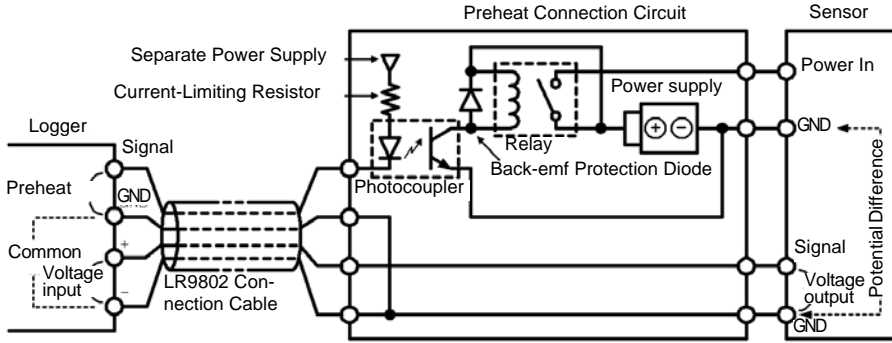 Preheat Connection Circuit
Sensor
Separate Power Supply
Current-Limiting Resistor
Power supply
Power In
Logger
Signal
GND
Relay
Back-emf Protection Diode
Photocoupler
Preheat
GND
Common
+
Voltage
input
−
LR9802 Con-
nection Cable
Signal
Voltage
output
GND
Potential Difference